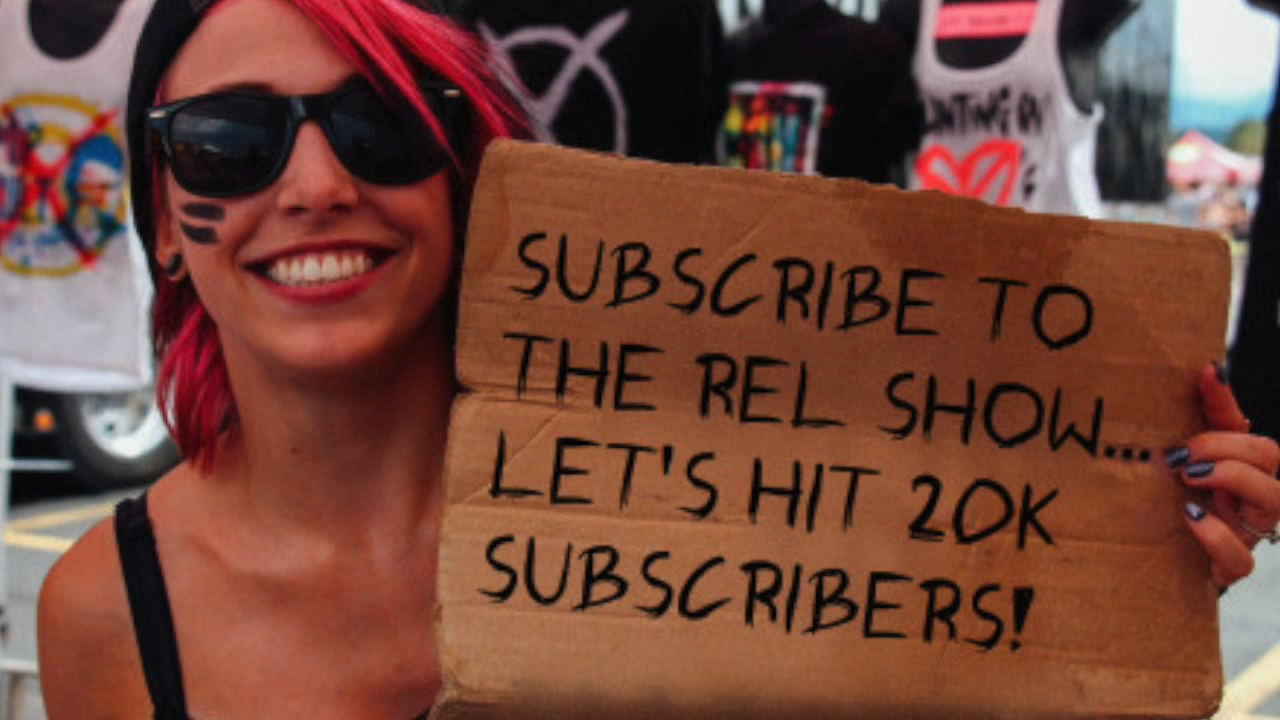 SUBSCRIBE TO
THE REL SHOW...
LET'S HIT 20K
SUBSCRIBERS!